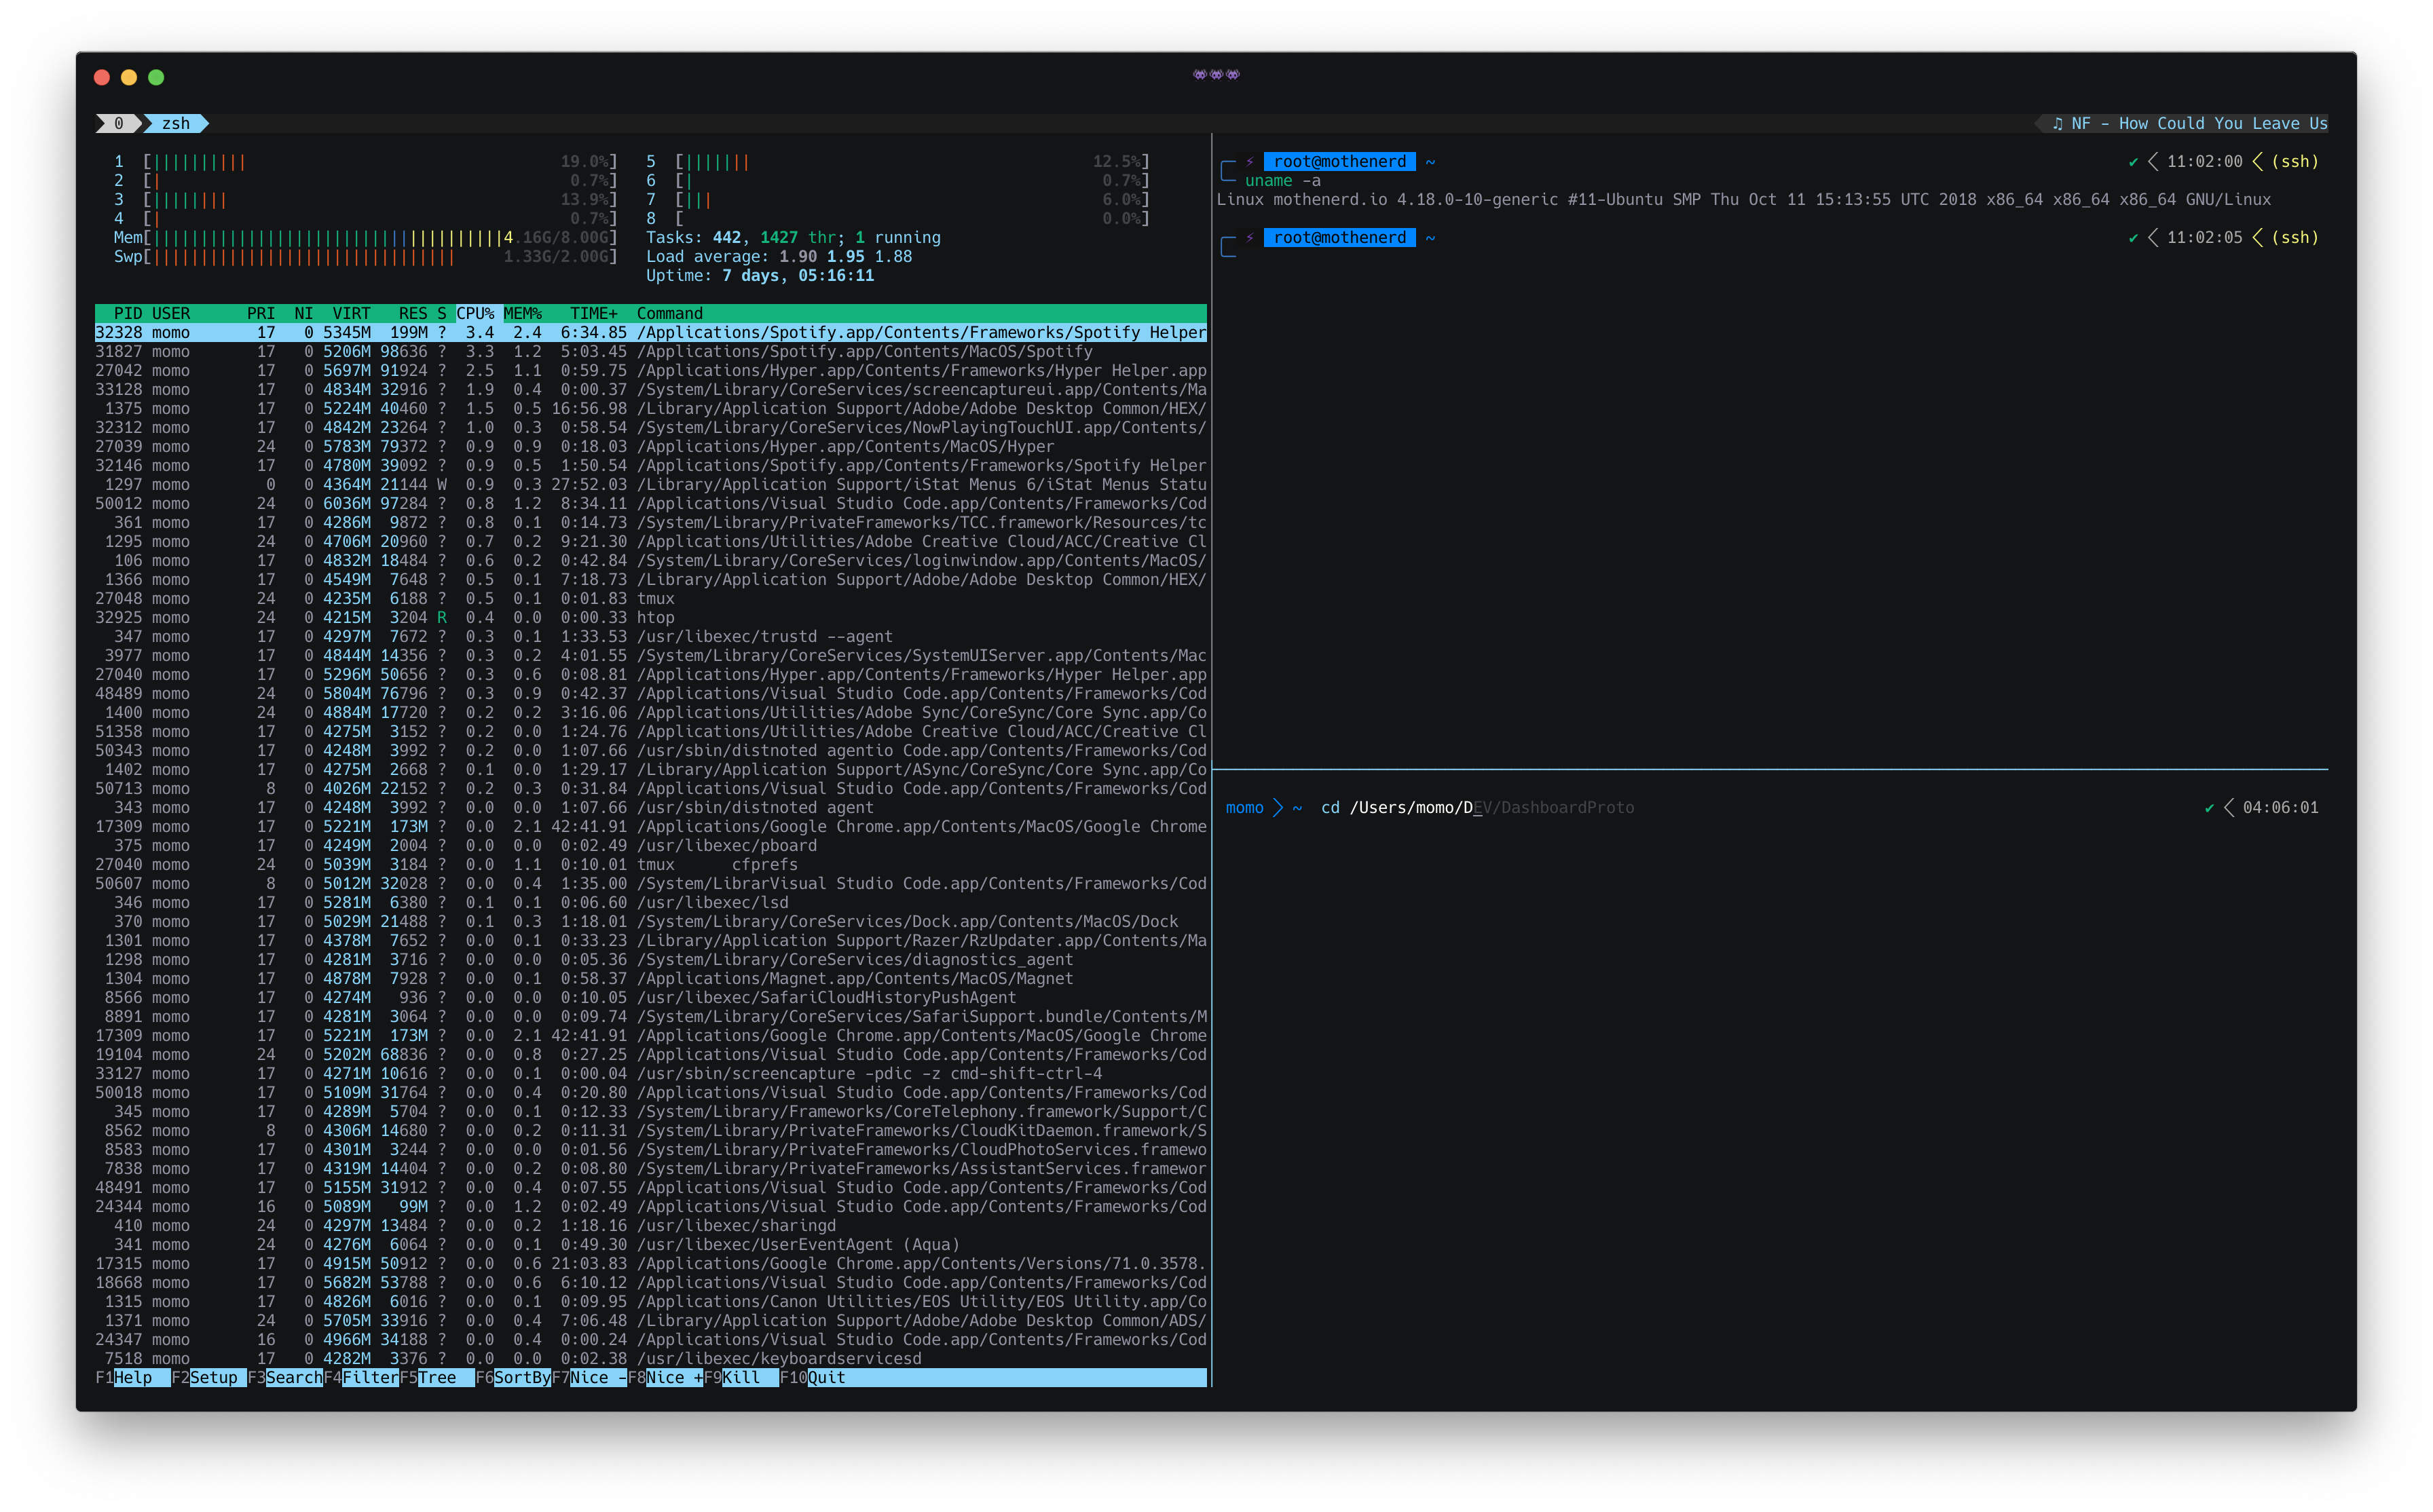 0 zsh
♫ NF - How Could You Leave Us
1 [||||||||||19.0%] 5 [|||||||12.5%]
2 [|0.7%] 6 [|0.7%]
3 [||||||||13.9%] 7 [|||6.0%]
4 [|0.7%] 8 [0.0%]
Mem[|||||||||||||||||||||||||||||||||||||4.16G/8.00G] Tasks: 442, 1427 thr; 1 running
Swp[||||||||||||||||||||||||||||||||1.33G/2.00G] Load average: 1.90 1.95 1.88
Uptime: 7 days, 05:16:11
PID USER PRI NI VIRT RES S CPU% MEM% TIME+ Command
32328 momo 17 0 5345M 199M ? 3.4 2.4 6:34.85 /Applications/Spotify.app/Contents/Frameworks/Spotify Helper
31827 momo 17 0 5206M 98636 ? 3.3 1.2 5:03.45 /Applications/Spotify.app/Contents/MacOS/Spotify
27042 momo 17 0 5697M 91924 ? 2.5 1.1 0:59.75 /Applications/Hyper.app/Contents/Frameworks/Hyper Helper.app
33128 momo 17 0 4834M 32916 ? 1.9 0.4 0:00.37 /System/Library/CoreServices/screencaptureui.app/Contents/Ma
1375 momo 17 0 5224M 40460 ? 1.5 0.5 16:56.98 /Library/Application Support/Adobe/Adobe Desktop Common/HEX/
32312 momo 17 0 4842M 23264 ? 1.0 0.3 0:58.54 /System/Library/CoreServices/NowPlayingTouchUI.app/Contents/
27039 momo 24 0 5783M 79372 ? 0.9 0.9 0:18.03 /Applications/Hyper.app/Contents/MacOS/Hyper
32146 momo 17 0 4780M 39092 ? 0.9 0.5 1:50.54 /Applications/Spotify.app/Contents/Frameworks/Spotify Helper
1297 momo 0 0 4364M 21144 W 0.9 0.3 27:52.03 /Library/Application Support/iStat Menus 6/iStat Menus Statu
50012 momo 24 0 6036M 97284 ? 0.8 1.2 8:34.11 /Applications/Visual Studio Code.app/Contents/Frameworks/Cod
361 momo 17 0 4286M 9872 ? 0.8 0.1 0:14.73 /System/Library/PrivateFrameworks/TCC.framework/Resources/tc
1295 momo 24 0 4706M 20960 ? 0.7 0.2 9:21.30 /Applications/Utilities/Adobe Creative Cloud/ACC/Creative Cl
106 momo 17 0 4832M 18484 ? 0.6 0.2 0:42.84 /System/Library/CoreServices/loginwindow.app/Contents/MacOS/
1366 momo 17 0 4549M 7648 ? 0.5 0.1 7:18.73 /Library/Application Support/Adobe/Adobe Desktop Common/HEX/
27048 momo 24 0 4235M 6188 ? 0.5 0.1 0:01.83 tmux
32925 momo 24 0 4215M 3204 R 0.4 0.0 0:00.33 htop
347 momo 17 0 4297M 7672 ? 0.3 0.1 1:33.53 /usr/libexec/trustd --agent
3977 momo 17 0 4844M 14356 ? 0.3 0.2 4:01.55 /System/Library/CoreServices/SystemUIServer.app/Contents/Mac
27040 momo 17 0 5296M 50656 ? 0.3 0.6 0:08.81 /Applications/Hyper.app/Contents/Frameworks/Hyper Helper.app
48489 momo 24 0 5804M 76796 ? 0.3 0.9 0:42.37 /Applications/Visual Studio Code.app/Contents/Frameworks/Cod
1400 momo 24 0 4884M 17720 ? 0.2 0.2 3:16.06 /Applications/Utilities/Adobe Sync/CoreSync/Core Sync.app/Co
51358 momo 17 0 4275M 3152 ? 0.2 0.0 1:24.76 /Applications/Utilities/Adobe Creative Cloud/ACC/Creative Cl
50343 momo 17 0 4248M 3992 ? 0.2 0.0 1:07.66 /usr/sbin/distnoted agentio Code.app/Contents/Frameworks/Cod
1402 momo 17 0 4275M 2668 ? 0.1 0.0 1:29.17 /Library/Application Support/ASync/CoreSync/Core Sync.app/Co
50713 momo 8 0 4026M 22152 ? 0.2 0.3 0:31.84 /Applications/Visual Studio Code.app/Contents/Frameworks/Cod
343 momo 17 0 4248M 3992 ? 0.0 0.0 1:07.66 /usr/sbin/distnoted agent
17309 momo 17 0 5221M 173M ? 0.0 2.1 42:41.91 /Applications/Google Chrome.app/Contents/MacOS/Google Chrome
375 momo 17 0 4249M 2004 ? 0.0 0.0 0:02.49 /usr/libexec/pboard
27040 momo 24 0 5039M 3184 ? 0.0 1.1 0:10.01 tmux cfprefs
50607 momo 8 0 5012M 32028 ? 0.0 0.4 1:35.00 /System/LibrarVisual Studio Code.app/Contents/Frameworks/Cod
346 momo 17 0 5281M 6380 ? 0.1 0.1 0:06.60 /usr/libexec/lsd
370 momo 17 0 5029M 21488 ? 0.1 0.3 1:18.01 /System/Library/CoreServices/Dock.app/Contents/MacOS/Dock
1301 momo 17 0 4378M 7652 ? 0.0 0.1 0:33.23 /Library/Application Support/Razer/RzUpdater.app/Contents/Ma
1298 momo 17 0 4281M 3716 ? 0.0 0.0 0:05.36 /System/Library/CoreServices/diagnostics_agent
1304 momo 17 0 4878M 7928 ? 0.0 0.1 0:58.37 /Applications/Magnet.app/Contents/MacOS/Magnet
8566 momo 17 0 4274M 936 ? 0.0 0.0 0:10.05 /usr/libexec/SafariCloudHistoryPushAgent
8891 momo 17 0 4281M 3064 ? 0.0 0.0 0:09.74 /System/Library/CoreServices/SafariSupport.bundle/Contents/M
17309 momo 17 0 5221M 173M ? 0.0 2.1 42:41.91 /Applications/Google Chrome.app/Contents/MacOS/Google Chrome
19104 momo 24 0 5202M 68836 ? 0.0 0.8 0:27.25 /Applications/Visual Studio Code.app/Contents/Frameworks/Cod
33127 momo 17 0 4271M 10616 ? 0.0 0.1 0:00.04 /usr/sbin/screencapture -pdic -z cmd-shift-ctrl-4
50018 momo 17 0 5109M 31764 ? 0.0 0.4 0:20.80 /Applications/Visual Studio Code.app/Contents/Frameworks/Cod
345 momo 17 0 4289M 5704 ? 0.0 0.1 0:12.33 /System/Library/Frameworks/CoreTelephony.framework/Support/C
8562 momo 8 0 4306M 14680 ? 0.0 0.2 0:11.31 /System/Library/PrivateFrameworks/CloudKitDaemon.framework/S
8583 momo 17 0 4301M 3244 ? 0.0 0.0 0:01.56 /System/Library/PrivateFrameworks/CloudPhotoServices.framewo
7838 momo 17 0 4319M 14404 ? 0.0 0.2 0:08.80 /System/Library/PrivateFrameworks/AssistantServices.framewor
48491 momo 17 0 5155M 31912 ? 0.0 0.4 0:07.55 /Applications/Visual Studio Code.app/Contents/Frameworks/Cod
24344 momo 16 0 5089M 99M ? 0.0 1.2 0:02.49 /Applications/Visual Studio Code.app/Contents/Frameworks/Cod
410 momo 24 0 4297M 13484 ? 0.0 0.2 1:18.16 /usr/libexec/sharingd
341 momo 24 0 4276M 6064 ? 0.0 0.1 0:49.30 /usr/libexec/UserEventAgent (Aqua)
17315 momo 17 0 4915M 50912 ? 0.0 0.6 21:03.83 /Applications/Google Chrome.app/Contents/Versions/71.0.3578.
18668 momo 17 0 5682M 53788 ? 0.0 0.6 6:10.12 /Applications/Visual Studio Code.app/Contents/Frameworks/Cod
1315 momo 17 0 4826M 6016 ? 0.0 0.1 0:09.95 /Applications/Canon Utilities/EOS Utility/EOS Utility.app/Co
1371 momo 24 0 5705M 33916 ? 0.0 0.4 7:06.48 /Library/Application Support/Adobe/Adobe Desktop Common/ADS/
24347 momo 16 0 4966M 34188 ? 0.0 0.4 0:00.24 /Applications/Visual Studio Code.app/Contents/Frameworks/Cod
7518 momo 17 0 4282M 3376 ? 0.0 0.0 0:02.38 /usr/libexec/keyboardservicesd
F1Help F2Setup F3SearchF4FilterF5Tree F6SortByF7Nice -F8Nice +F9Kill F10Quit
⚡ root@mothenerd ~ ✔ 11:02:00 (ssh)
uname -a
Linux mothenerd.io 4.18.0-10-generic #11-Ubuntu SMP Thu Oct 11 15:13:55 UTC 2018 x86_64 x86_64 x86_64 GNU/Linux
⚡ root@mothenerd ~ ✔ 11:02:05 (ssh)
momo ~ cd /Users/momo/DEV/DashboardProto ✔ 04:06:01